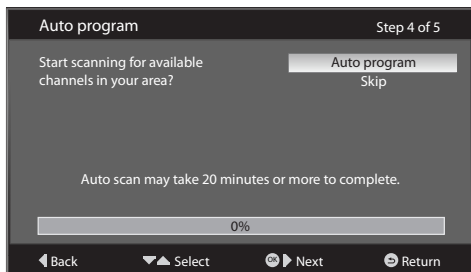 Auto program Step 4 of 5
Start scanning for available
channels in your area?
Auto program
Skip
Auto scan may take 20 minutes or more to complete.
0%
Back Select OK Next Return